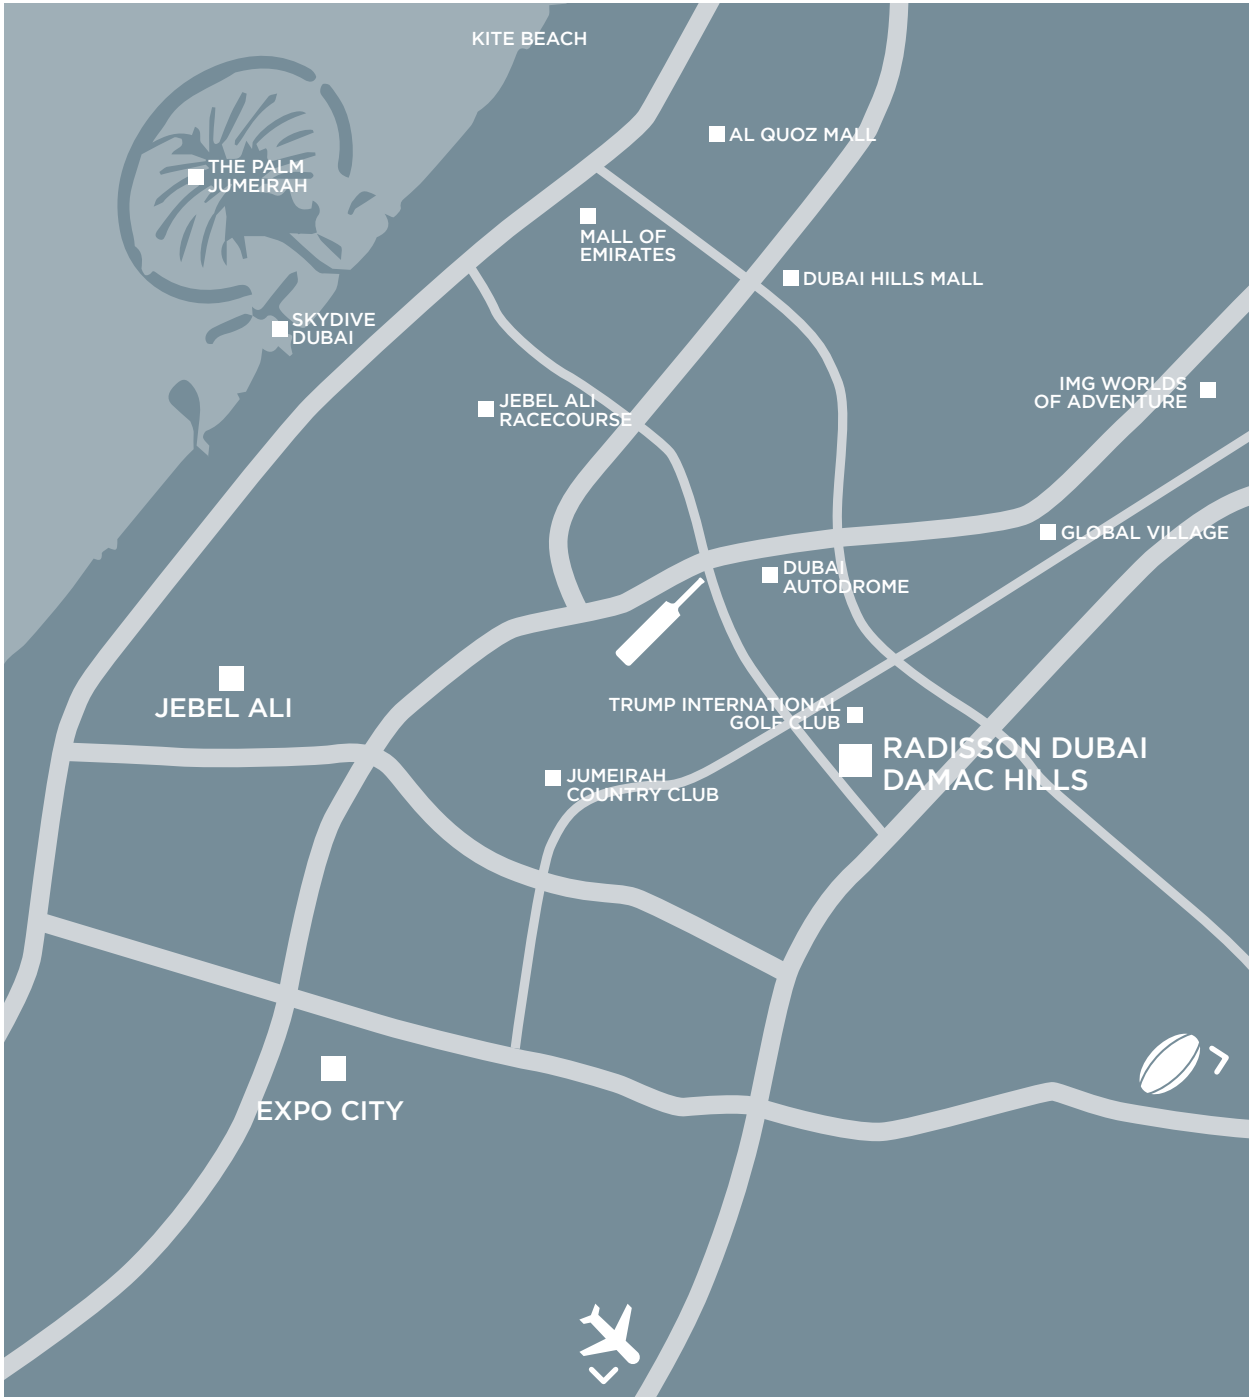 KITE BEACH
AL QUOZ MALL
THE PALM
JUMEIRAH
MALL OF
EMIRATES
DUBAI HILLS MALL
SKYDIVE
DUBAI
IMG WORLDS
OF ADVENTURE
JEBEL ALI
RACECOURSE
GLOBAL VILLAGE
DUBAI
AUTODROME
JEBEL ALI
TRUMP INTERNATIONAL
GOLF CLUB
RADISSON DUBAI
DAMAC HILLS
JUMEIRAH
COUNTRY CLUB
EXPO CITY